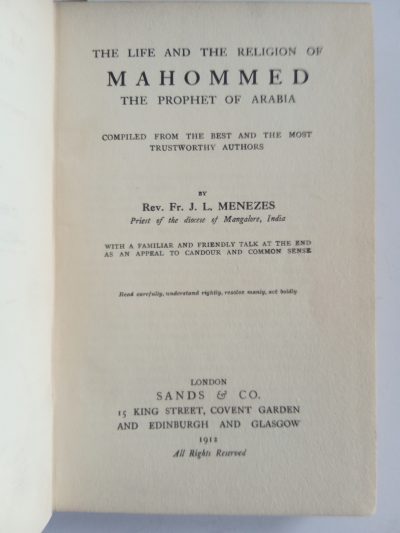 THE LIFE AND THE RELIGION OF
MAHOMMED
THE PROPHET OF ARABIA
COMPILED FROM THE BEST AND THE MOST
TRUSTWORTHY AUTHORS
BY
Rev. Fr. J. L. MENEZES
Priest of the diocese of Mangalore, India
WITH A FAMILIAR AND FRIENDLY TALK AT THE END
AS AN APPEAL TO CANDOUR AND COMMON SENSE
Read carefully, understand rightly, resolve manly, act boldly
LONDON
SANDS & CO.
15 KING STREET, COVENT GARDEN
AND EDINBURGH AND GLASGOW
1912
All Rights Reserved